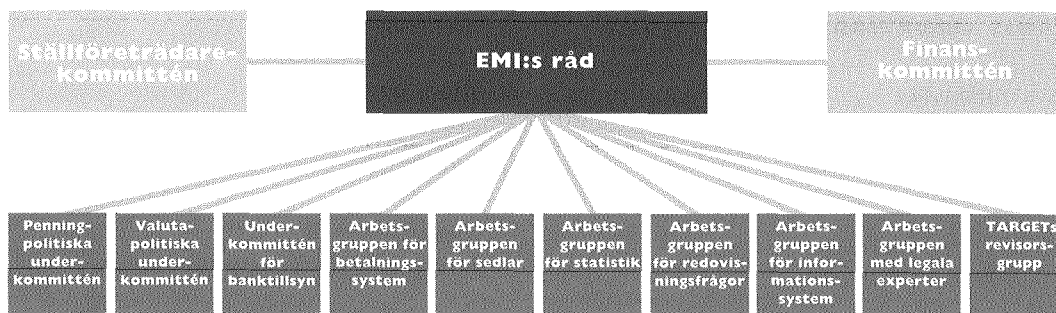 Ställföreträdare-
kommittén
EMI:s råd
Finans-
kommittén
Penning-
politiska
under-
kommittén
Valuta-
politiska
under-
kommittén
Under-
kommittén
för
banktillsyn
Arbets-
gruppen för
betalnings-
system
Arbets-
gruppen
för sedlar
Arbets-
gruppen
för statistik
Arbets-
gruppen
för redovis-
ningsfrågor
Arbets-
gruppen
för infor-
mations-
system
Arbets-
gruppen
med legala
experter
TARGETs
revisors-
grupp